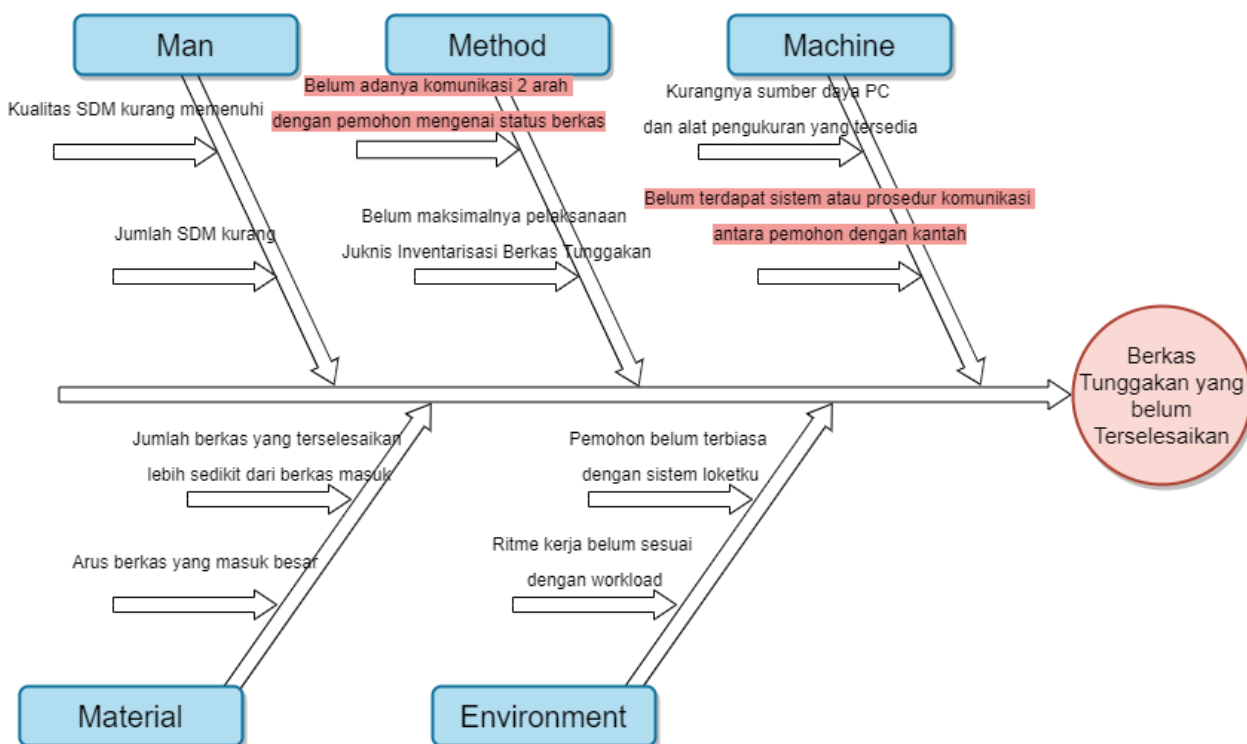 Man
Method
Machine
Kualitas SDM kurang memenuhi
Jumlah SDM kurang
Belum adanya komunikasi 2 arah
dengan pemohon mengenai status berkas
Belum maksimalnya pelaksanaan
Juknis Inventarisasi Berkas Tunggakan
Kurangnya sumber daya PC
dan alat pengukuran yang tersedia
Belum terdapat sistem atau prosedur komunikasi
antara pemohon dengan kantah
Berkas
Tunggakan yang
belum
Terselesaikan
Jumlah berkas yang terselesaikan
lebih sedikit dari berkas masuk
Arus berkas yang masuk besar
Pemohon belum terbiasa
dengan sistem loketku
Ritme kerja belum sesuai
dengan workload
Material
Environment